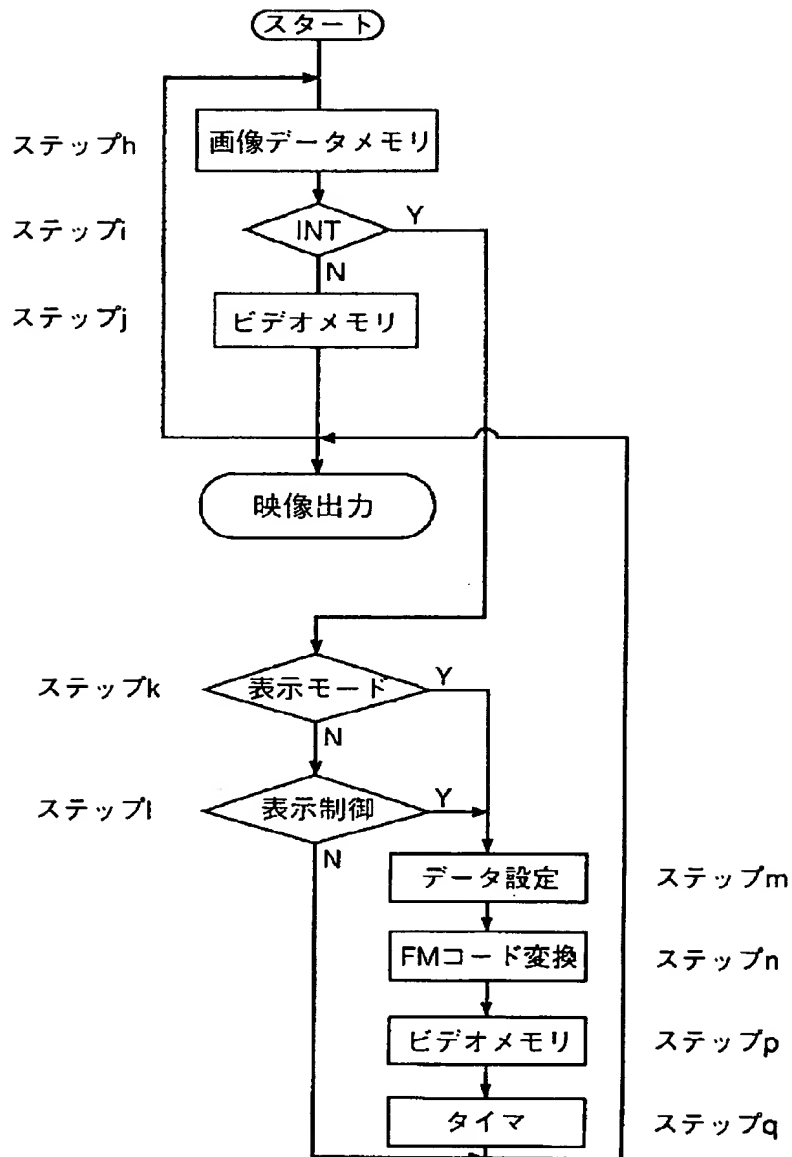 スタート
ステップh
画像データメモリ
ステップi
INT
Y
N
ステップj
ビデオメモリ
映像出力
ステップk
表示モード
Y
N
ステップl
表示制御
Y
N
データ設定
ステップm
FMコード変換
ステップn
ビデオメモリ
ステップp
タイマ
ステップq